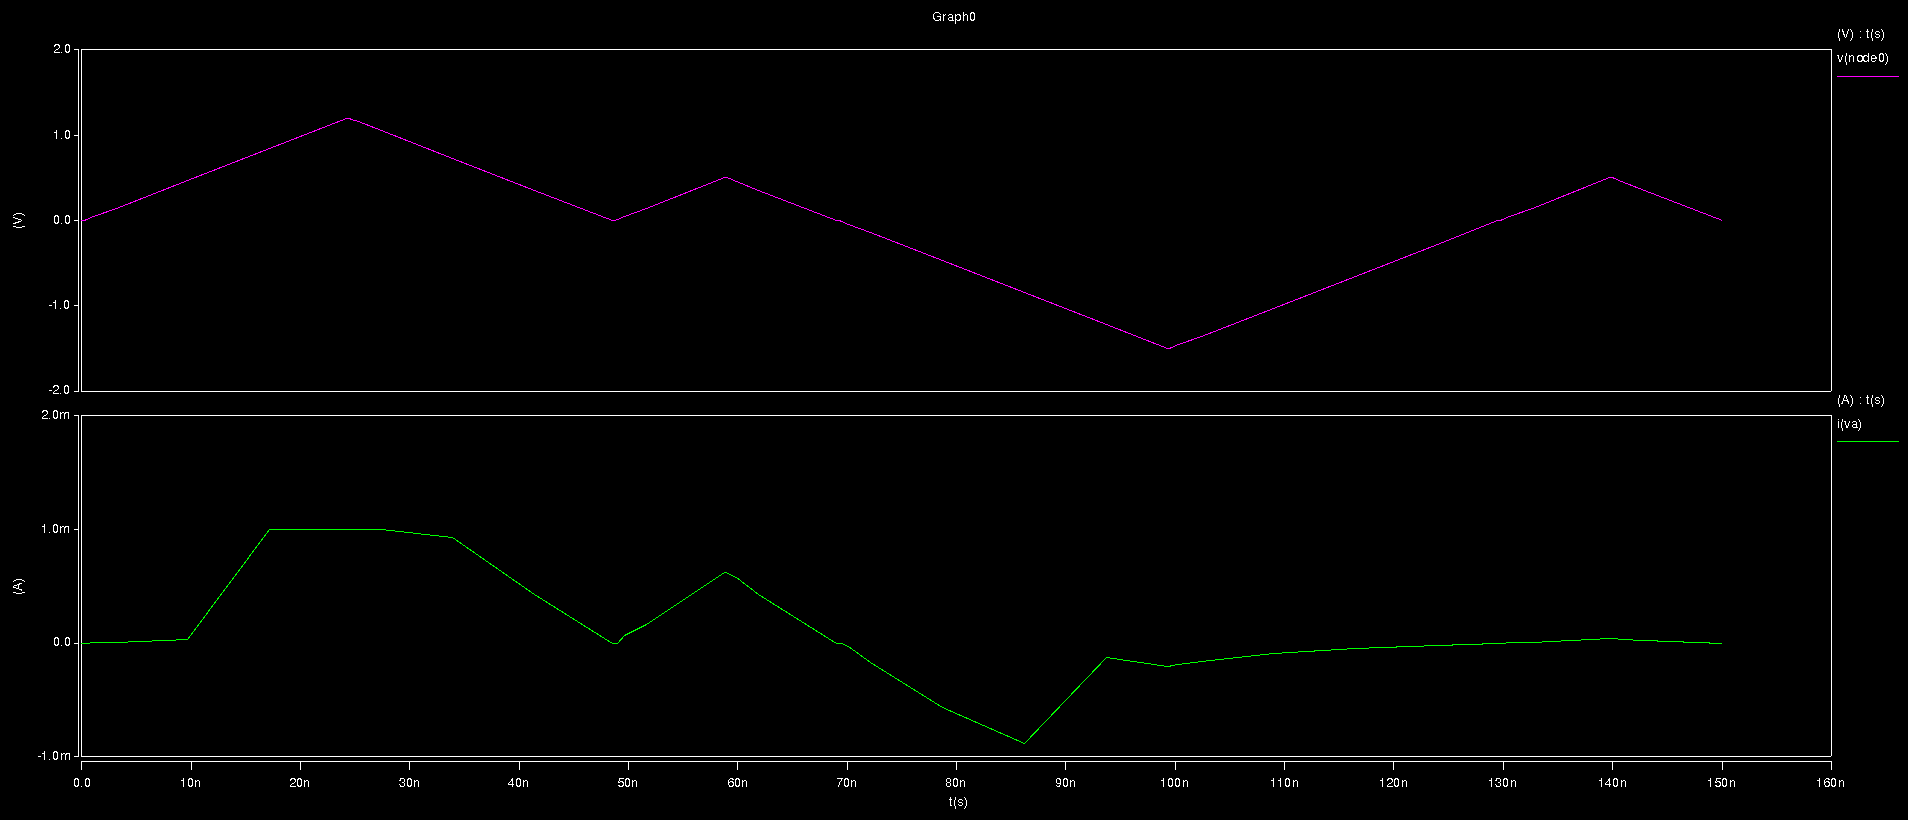 Graph0
(V) : t(s)
v(node0)
2.0
1.0
0.0
-1.0
-2.0
(V)
(A) : t(s)
i(va)
2.0m
1.0m
0.0
-1.0m
(A)
0.0 10n 20n 30n 40n 50n 60n 70n 80n 90n 100n 110n 120n 130n 140n 150n 160n
t(s)